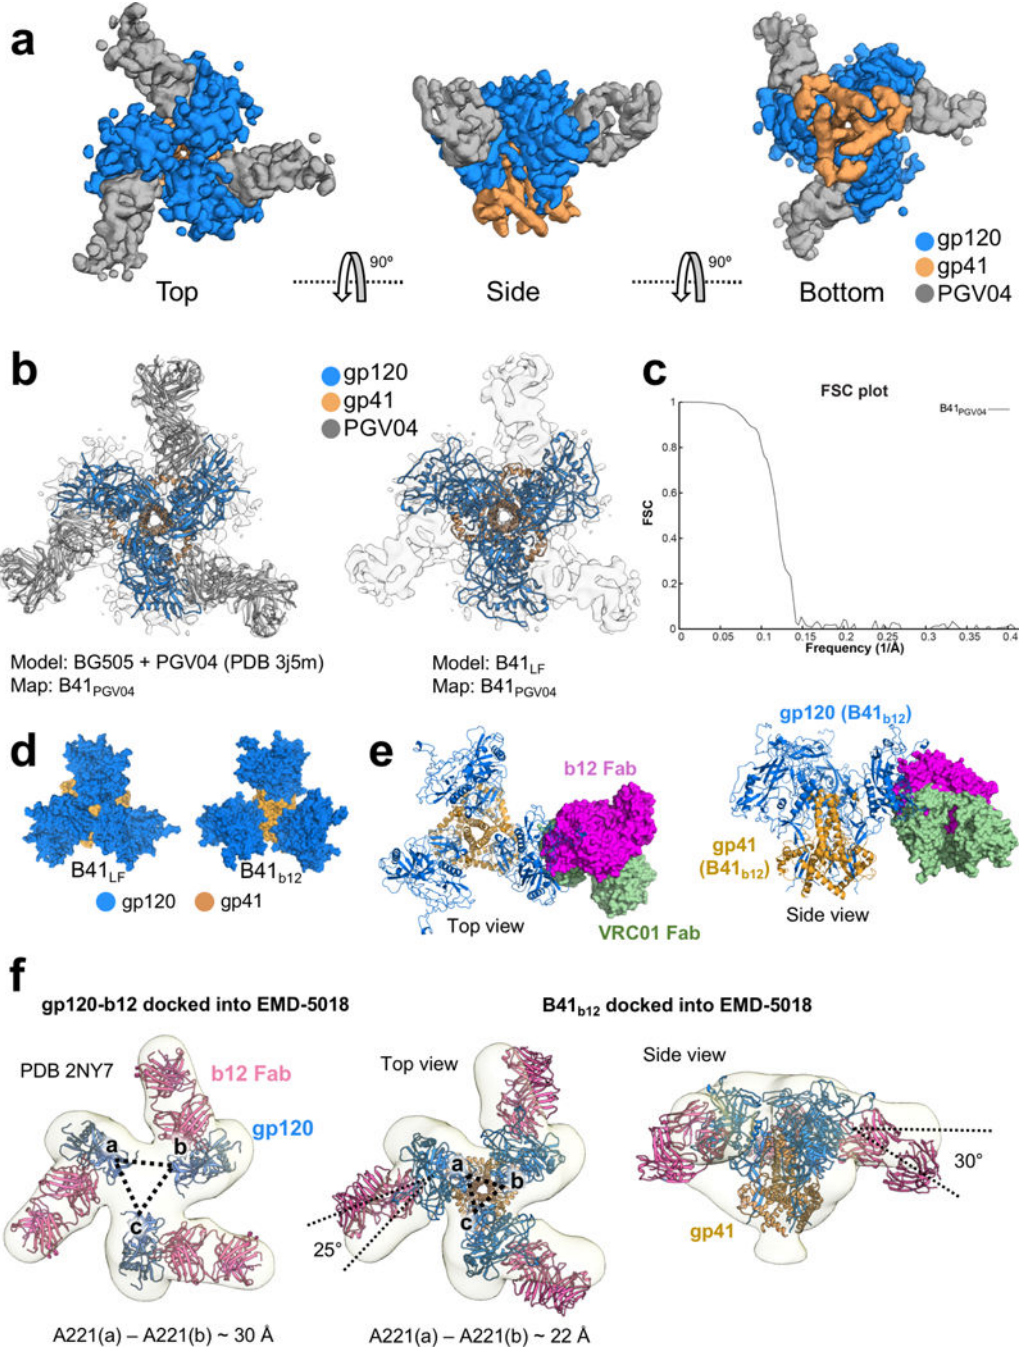 a
90°
90°
Top
Side
Bottom
gp120
gp41
PGV04
b
gp120
gp41
PGV04
Model: BG505 + PGV04 (PDB 3j5m)
Map: B41PGV04
Model: B41LF
Map: B41PGV04
c
FSC plot
B41PGV04
FSC
1
0.8
0.6
0.4
0.2
0
0 0.05 0.1 0.15 0.2 0.25 0.3 0.35 0.4
Frequency (1/Å)
d
B41LF
B41b12
gp120
gp41
e
b12 Fab
Top view
VRC01 Fab
gp120 (B41b12)
gp41
(B41b12)
Side view
f
gp120-b12 docked into EMD-5018
B41b12 docked into EMD-5018
PDB 2NY7
b12 Fab
gp120
a
b
c
A221(a) – A221(b) ~ 30 Å
Top view
a
b
c
25°
A221(a) – A221(b) ~ 22 Å
Side view
30°
gp41